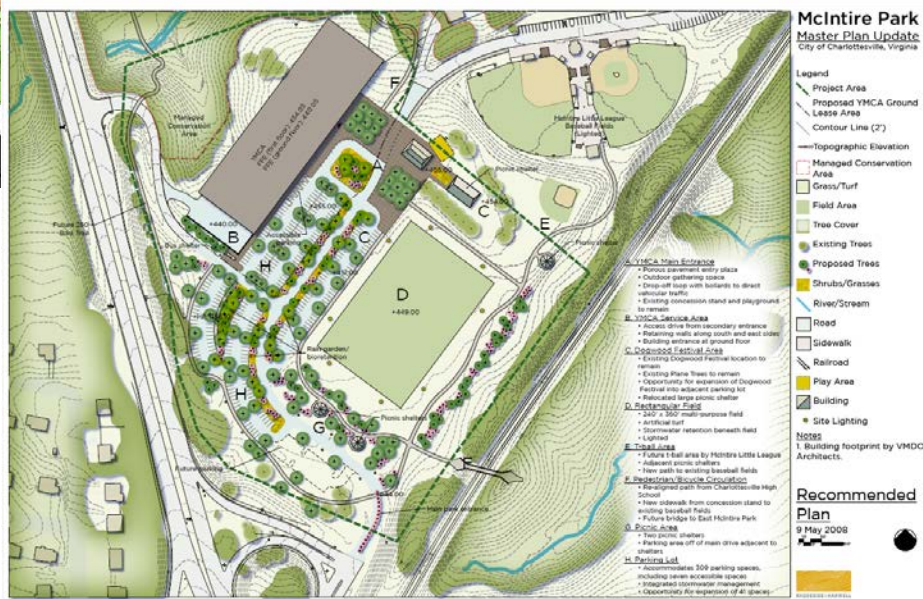 McIntire Park
Master Plan Update
City of Charlottesville, Virginia
Legend
Project Area
Proposed YMCA Ground
Lease Area
Contour Line (2')
Topographic Elevation
Managed Conservation
Area
Grass/Turf
Field Area
Tree Cover
Existing Trees
Proposed Trees
Shrubs/Grasses
River/Stream
Road
Sidewalk
Railroad
Play Area
Building
Site Lighting
Notes
1. Building footprint by VMDO
Architects.
Recommended
Plan
9 May 2008
A. YMCA Main Entrance
• Porous pavement entry plaza
• Outdoor gathering space
• Drop-off loop with bollards to direct
vehicular traffic
• Existing concession stand and playground
to remain
B. YMCA Service Area
• Access drive from secondary entrance
• Retaining walls along south and east sides
• Building entrance at ground floor
C. Dogwood Festival Area
• Existing Dogwood Festival location to
remain
• Existing Plane Trees to remain
• Opportunity for expansion of Dogwood
Festival into adjacent parking lot
• Relocated large picnic shelter
D. Rectangular Field
• 240' x 360' multi-purpose field
• Artificial turf
• Stormwater retention beneath field
• Lighted
E. T-ball Area
• Future t-ball area by McIntire Little League
• Adjacent picnic shelters
• New path to existing baseball fields
F. Pedestrian/Bicycle Circulation
• Re-aligned path from Charlottesville High
School
• New sidewalk from concession stand to
existing baseball fields
• Future bridge to East McIntire Park
G. Picnic Area
• Two picnic shelters
• Parking area off of main drive adjacent to
shelters
H. Parking Lot
• Accommodates 309 parking spaces,
including seven accessible spaces
• Integrated stormwater management
• Opportunity for expansion of 41 spaces
Managed
Conservation
Area
YMCA
McIntire Little League
Baseball Fields
(Lighted)
Picnic shelter
Picnic shelter
Picnic shelter
Bus shelter
Accessible
Raingarden/
bioretention
Future parking
Main park entrance
+440.00
+449.00
A
B
C
C
D
E
F
F
G
H
H